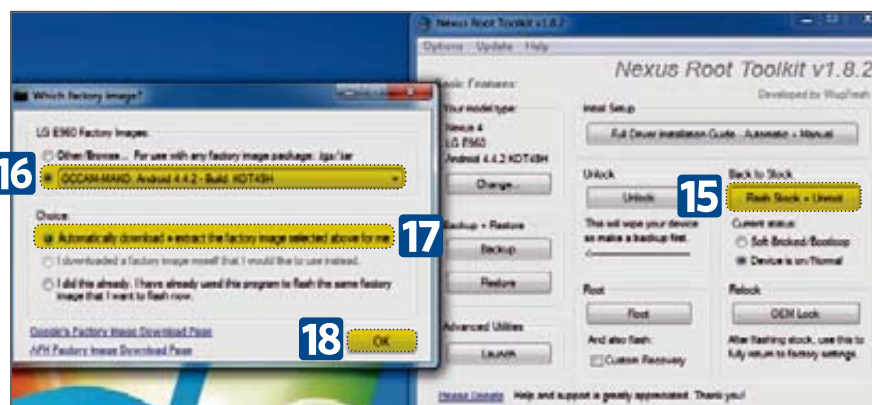 Which factory image?
LG E960 Factory Images:
Other/Browse... For use with any factory image package: .tgz/.tar
16
OCCAM-MAKO: Android 4.4.2 - Build: KOT49H
Choice:
Automatically download + extract the factory image selected above for me.
17
I downloaded a factory image myself that I would like to use instead.
I did this already. I have already used this program to flash the same factory
image that I want to flash now.
Google's Factory Image Download Page
18
OK
Factory Image Download Page
Nexus Root Toolkit v1.8.2
Options Update Help
Nexus Root Toolkit v1.8.2
Developed by WugFresh
Basic Features:
Your model type:
Nexus 4
LG E960
Android 4.4.2 KOT49H
Change...
Backup + Restore
Backup
Restore
Advanced Utilities
Launch
Initial Setup
Full Driver Installation Guide - Automatic + Manual
Unlock
Unlock
This will wipe your device
so make a backup first.
Root
Root
And also flash:
Custom Recovery
Back to Stock
15
Flash Stock + Unroot
Current status:
Soft-Bricked/Bootloop
Device is on/Normal
Relock
OEM Lock
After flashing stock, use this to
fully return to factory settings.
Please Donate Help and support is greatly appreciated. Thank you!